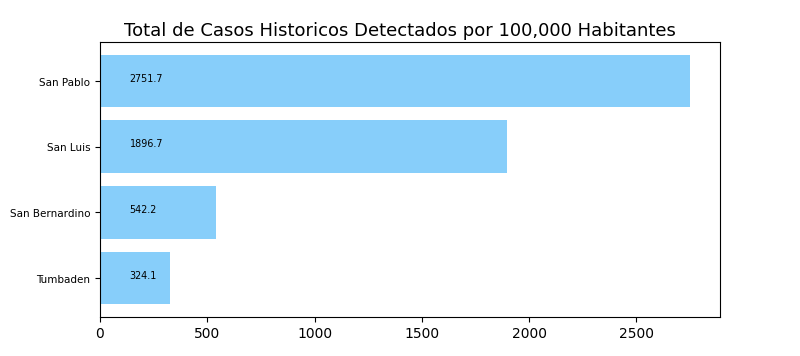 Total de Casos Historicos Detectados por 100,000 Habitantes
San Pablo 2751.7
San Luis 1896.7
San Bernardino 542.2
Tumbaden 324.1
0 500 1000 1500 2000 2500